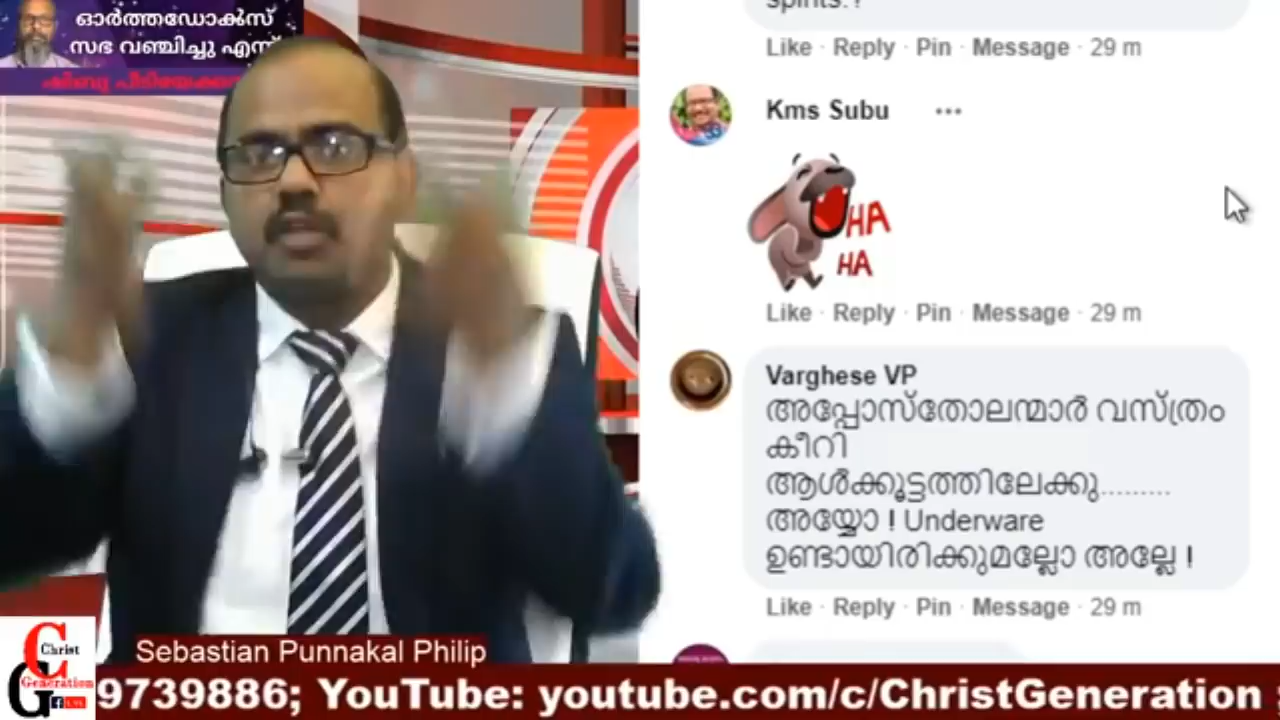 ഓർത്തഡോക്സ്
സഭ വഞ്ചിച്ചു എന്ന്
ഷിബു പീടിയേക്കൽ
spirits. !
Like · Reply · Pin · Message · 29 m
Kms Subu ...
HA
HA
Like · Reply · Pin · Message · 29 m
Varghese VP
അപ്പോസ്തോലന്മാർ വസ്ത്രം
കീറി
ആൾക്കൂട്ടത്തിലേക്കു.........
അയ്യോ ! Underware
ഉണ്ടായിരിക്കുമല്ലോ അല്ലേ !
Like · Reply · Pin · Message · 29 m
Christ
Generation
Sebastian Punnakal Philip
9739886; YouTube: youtube.com/c/ChristGeneration ;